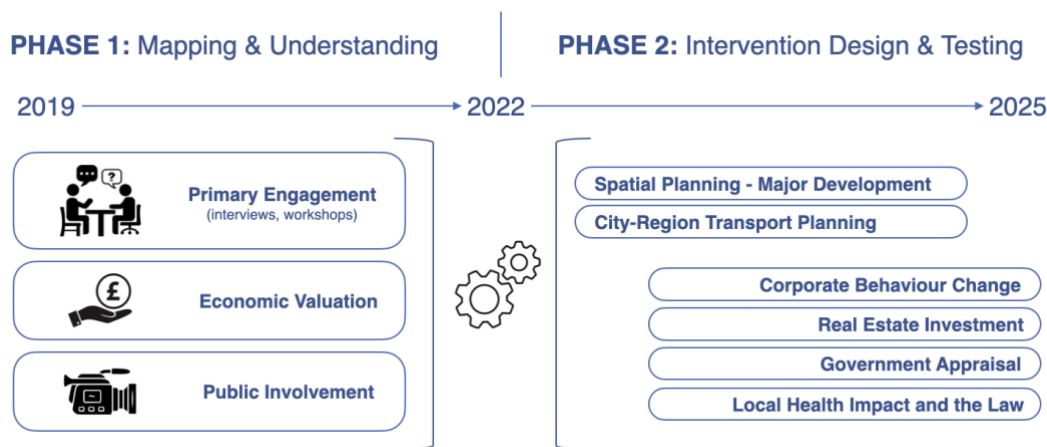 PHASE 1: Mapping & Understanding
PHASE 2: Intervention Design & Testing
2019
2022
2025
?
Primary Engagement
(interviews, workshops)
£
Economic Valuation
Public Involvement
Spatial Planning - Major Development
City-Region Transport Planning
Corporate Behaviour Change
Real Estate Investment
Government Appraisal
Local Health Impact and the Law